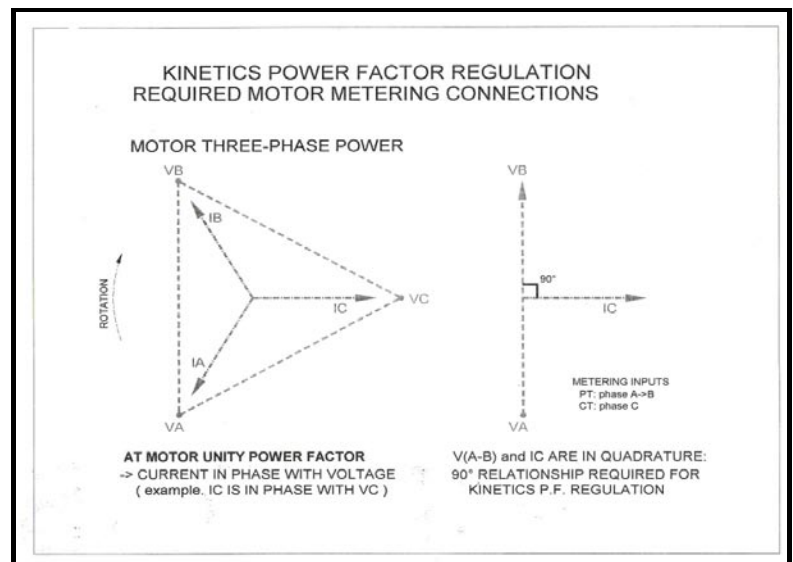 KINETICS POWER FACTOR REGULATION
REQUIRED MOTOR METERING CONNECTIONS
MOTOR THREE-PHASE POWER
VB
IB
ROTATION
VC
IC
IA
VA
AT MOTOR UNITY POWER FACTOR
-> CURRENT IN PHASE WITH VOLTAGE
( example. IC IS IN PHASE WITH VC )
VB
90°
IC
METERING INPUTS
PT: phase A->B
CT: phase C
VA
V(A-B) and IC ARE IN QUADRATURE:
90° RELATIONSHIP REQUIRED FOR
KINETICS P.F. REGULATION